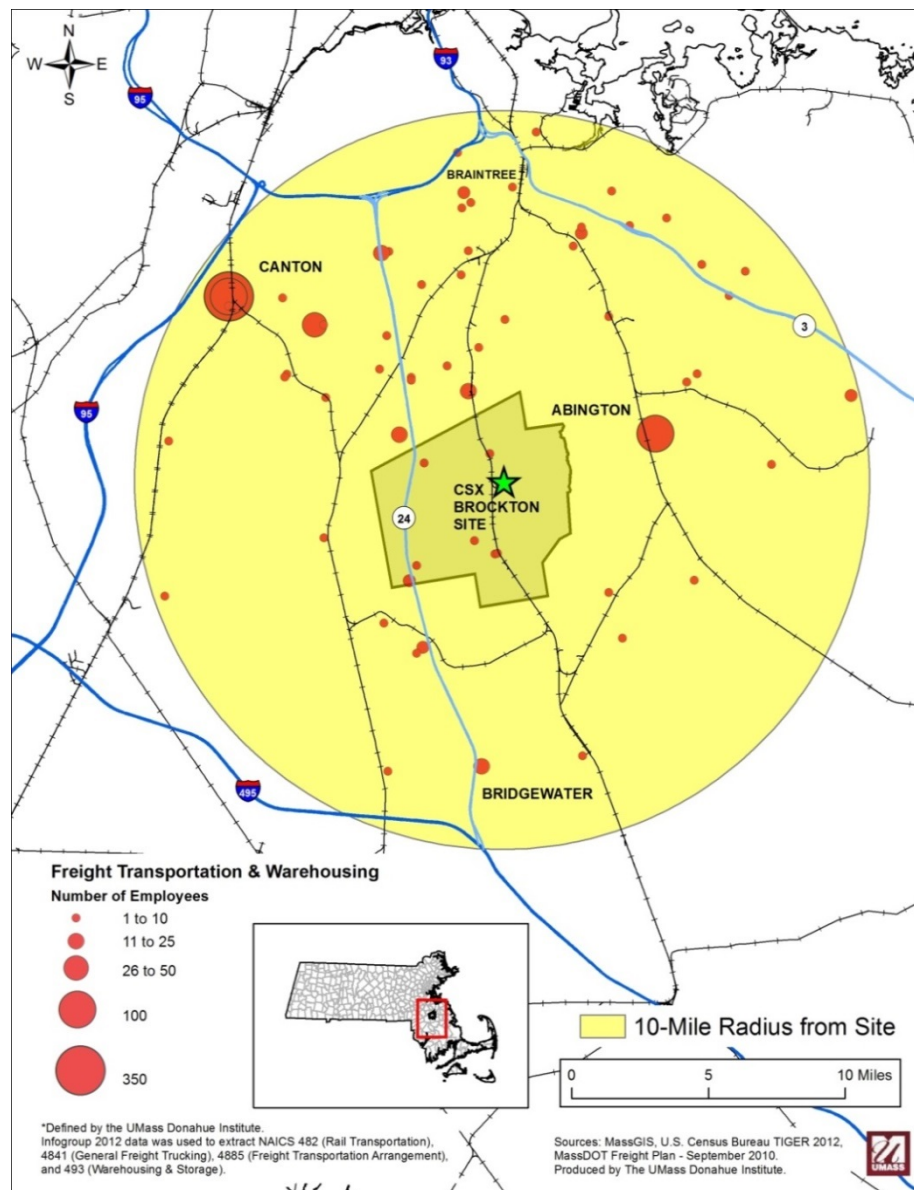 N
W E
S
95
93
BRAINTREE
CANTON
3
95
ABINGTON
CSX
BROCKTON
SITE
24
495
BRIDGEWATER
Freight Transportation & Warehousing
Number of Employees
1 to 10
11 to 25
26 to 50
100
350
10-Mile Radius from Site
0 5 10 Miles
*Defined by the UMass Donahue Institute.
Infogroup 2012 data was used to extract NAICS 482 (Rail Transportation),
4841 (General Freight Trucking), 4885 (Freight Transportation Arrangement),
and 493 (Warehousing & Storage).
Sources: MassGIS, U.S. Census Bureau TIGER 2012,
MassDOT Freight Plan - September 2010.
Produced by The UMass Donahue Institute.
UMASS